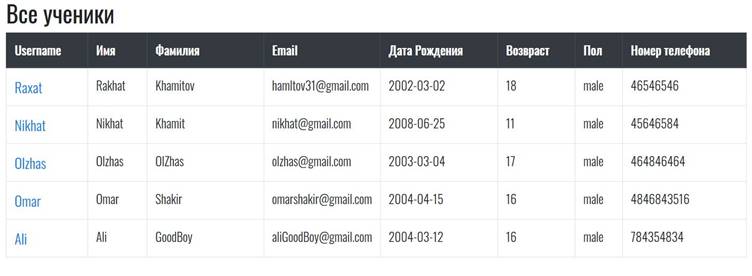 Все ученики
Username Имя Фамилия Email Дата Рождения Возвраст Пол Номер телефона
Raxat Rakhat Khamitov hamltov31@gmail.com 2002-03-02 18 male 46546546
Nikhat Nikhat Khamit nikhat@gmail.com 2008-06-25 11 male 45646584
Olzhas Olzhas OlZhas olzhas@gmail.com 2003-03-04 17 male 464846464
Omar Omar Shakir omarshakir@gmail.com 2004-04-15 16 male 4846843516
Ali Ali GoodBoy aliGoodBoy@gmail.com 2004-03-12 16 male 784354834